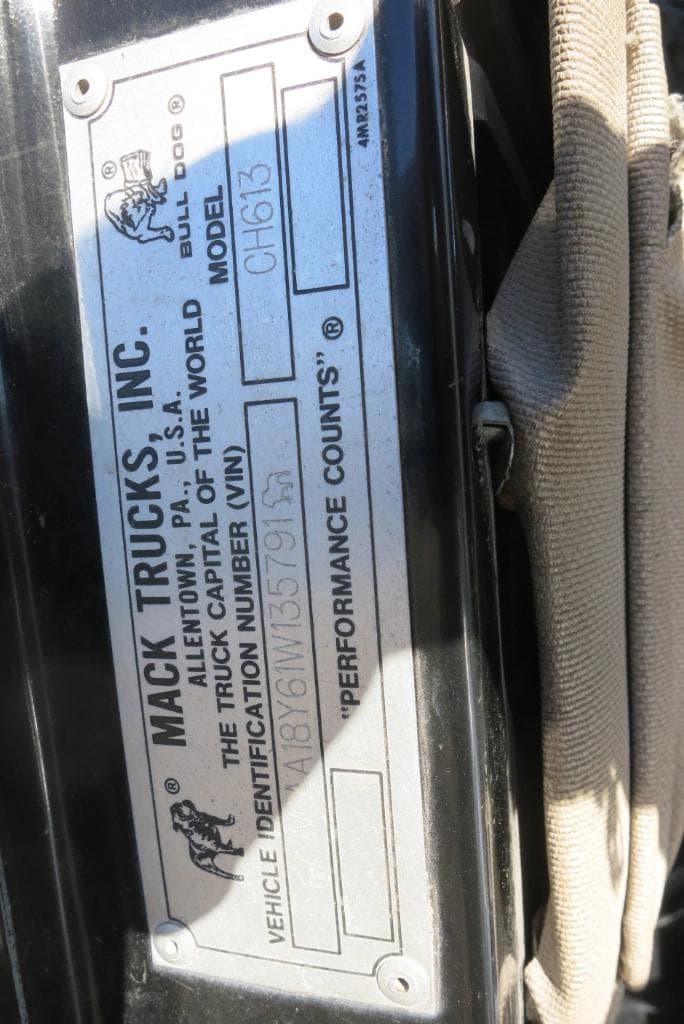 MACK TRUCKS, INC.
ALLENTOWN, PA., U.S.A.
THE TRUCK CAPITAL OF THE WORLD
® BULL DOG ®
®
VEHICLE IDENTIFICATION NUMBER (VIN)
MODEL
A18Y61W135791
CH613
"PERFORMANCE COUNTS" ®
4MR2575A